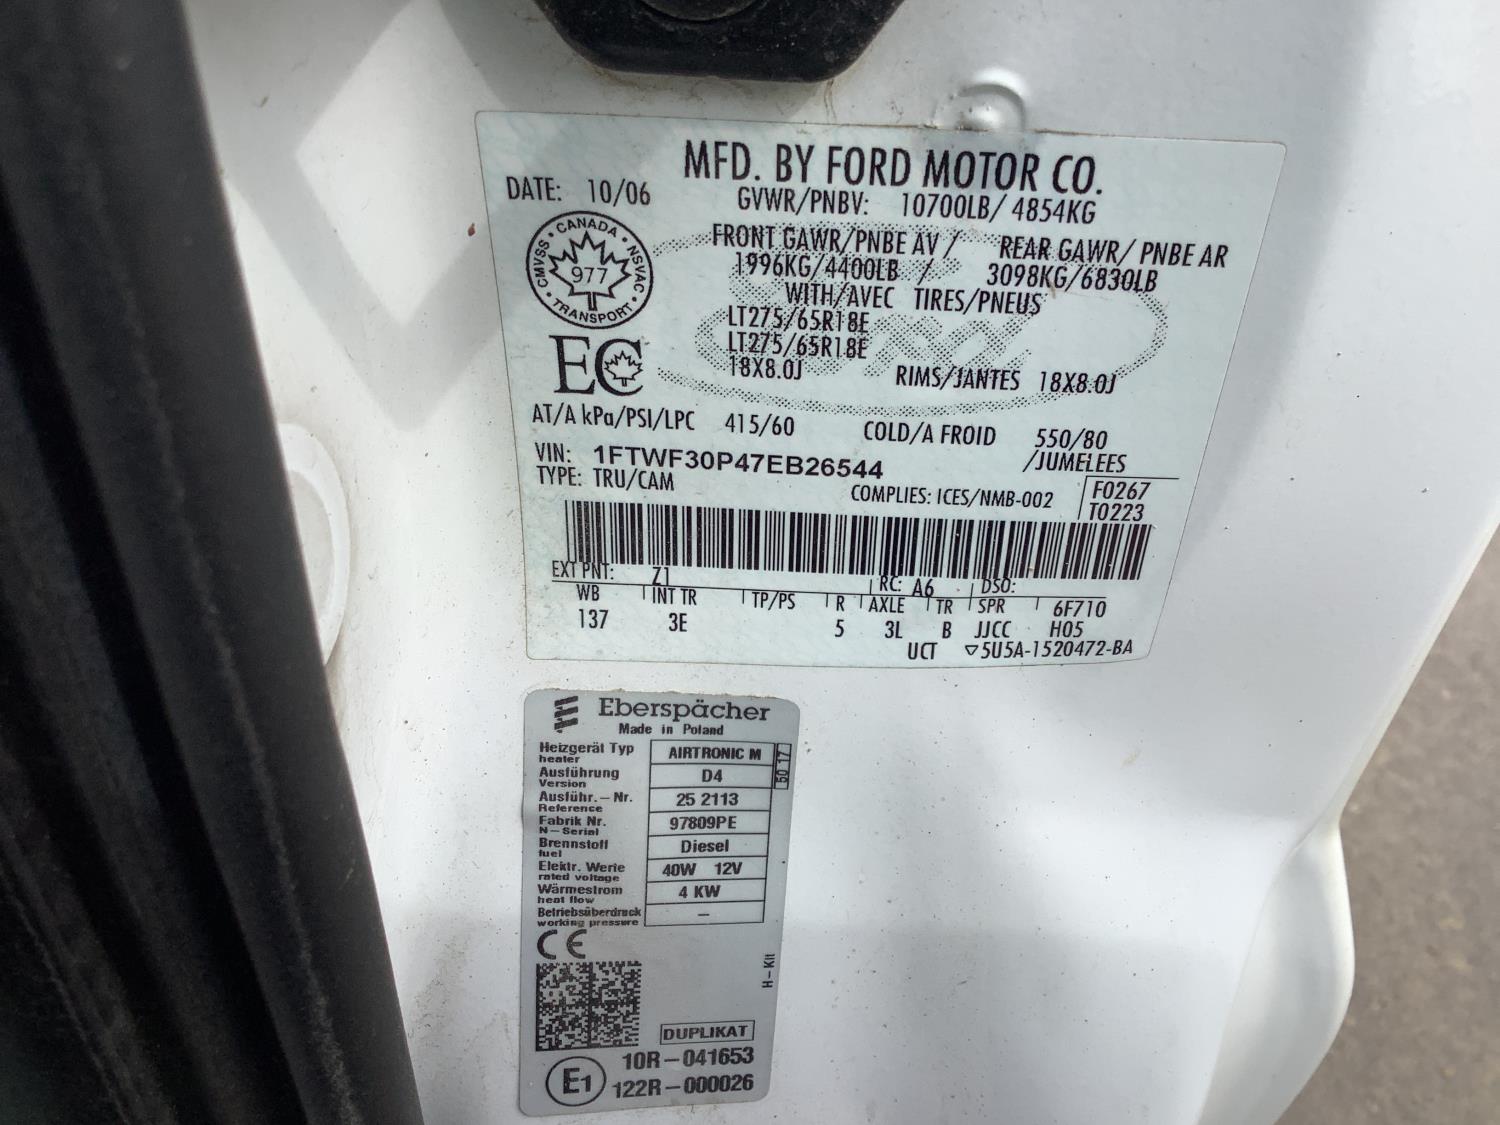 MFD. BY FORD MOTOR CO.
DATE: 10/06
GVWR/PNBV: 10700LB/ 4854KG
CANADA
CMVSS
NSVAC
977
TRANSPORT
FRONT GAWR/PNBE AV / REAR GAWR/ PNBE AR
1996KG/4400LB / 3098KG/6830LB
WITH/AVEC TIRES/PNEUS
LT275/65R18E
LT275/65R18E
18X8.0J RIMS/JANTES 18X8.0J
EC
AT/A kPa/PSI/LPC 415/60 COLD/A FROID 550/80
/JUMELEES
VIN: 1FTWF30P47EB26544
TYPE: TRU/CAM
COMPLIES: ICES/NMB-002
F0267
T0223
EXT PNT: Z1 RC: A6 DSO:
WB INT TR TP/PS R AXLE TR SPR 6F710
137 3E 5 3L B JJCC H05
UCT 5U5A-1520472-BA
Eberspächer
Made in Poland
Heizgerät Typ AIRTRONIC M
heater
50 17
Ausführung D4
Version
Ausführ.-Nr. 25 2113
Reference
Fabrik Nr. 97809PE
N-Serial
Brennstoff Diesel
fuel
Elektr. Werte 40W 12V
rated voltage
Wärmestrom 4 KW
heat flow
Betriebsüberdruck –
working pressure
CE
H-Kit
DUPLIKAT
E1
10R-041653
122R-000026